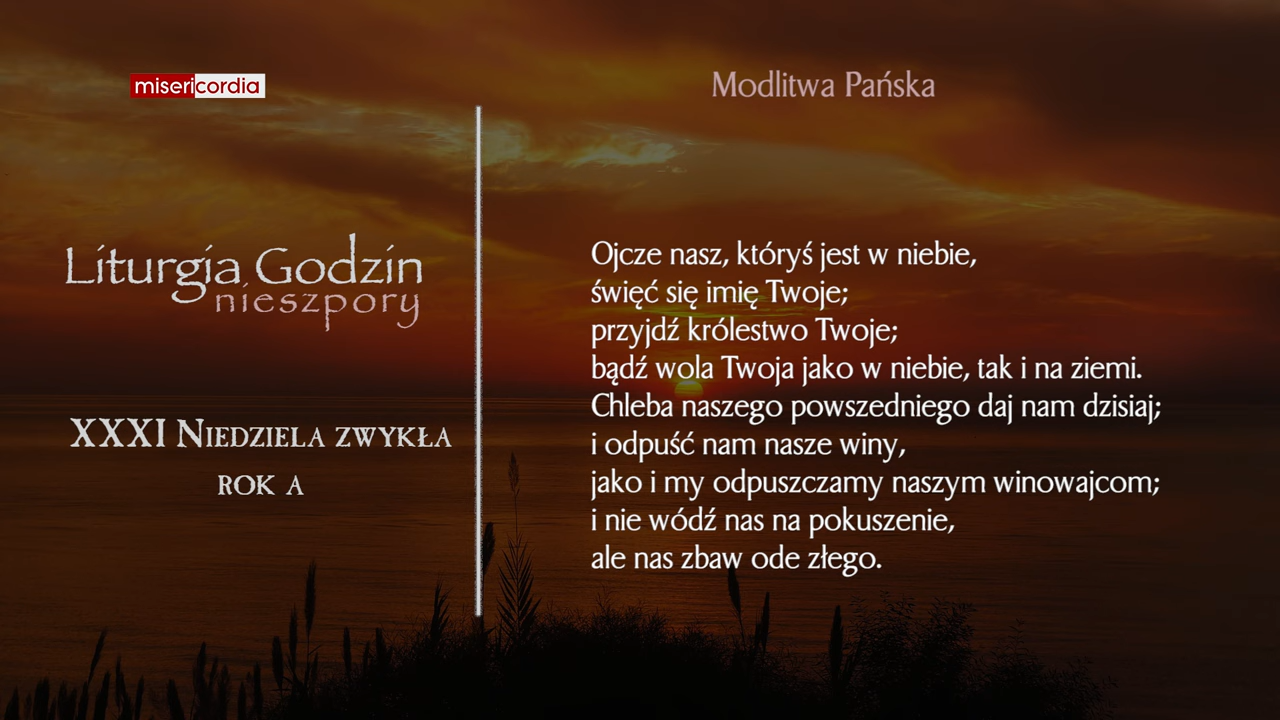 misericordia
Modlitwa Pańska
Liturgia Godzin
nieszpory
XXXI Niedziela zwykła
rok A
Ojcze nasz, któryś jest w niebie,
święć się imię Twoje;
przyjdź królestwo Twoje;
bądź wola Twoja jako w niebie, tak i na ziemi.
Chleba naszego powszedniego daj nam dzisiaj;
i odpuść nam nasze winy,
jako i my odpuszczamy naszym winowajcom;
i nie wódź nas na pokuszenie,
ale nas zbaw ode złego.